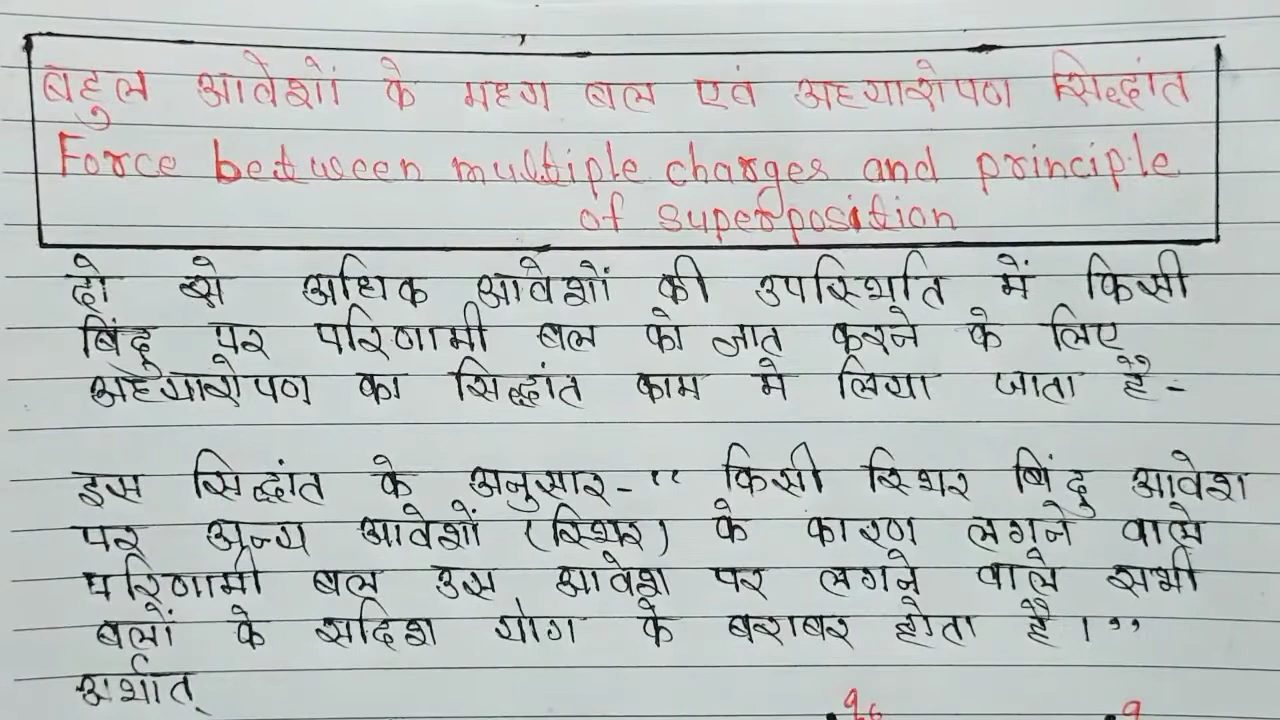 बहुल आवेशों के मध्य बल एवं अध्यारोपण सिद्धांत
Force between multiple charges and principle
of superposition
दो से अधिक आवेशों की उपस्थिति में किसी
बिंदु पर परिणामी बल को ज्ञात करने के लिए
अध्यारोपण का सिद्धांत काम मे लिया जाता है -
इस सिद्धांत के अनुसार - “ किसी स्थिर बिंदु आवेश
पर अन्य आवेशों (स्थिर) के कारण लगने वाले
परिणामी बल उस आवेश पर लगने वाले सभी
बलों के सदिश योग के बराबर होता है।”
अर्थात्